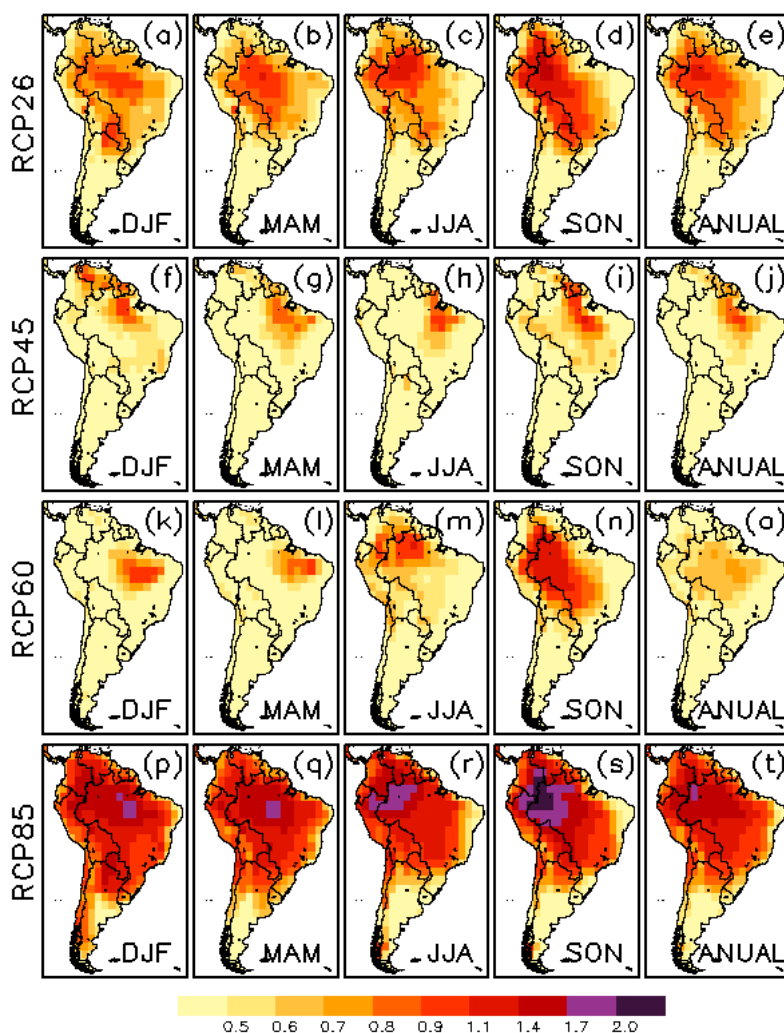 (a) (b) (c) (d) (e)
RCP26
DJF MAM JJA SON ANUAL
(f) (g) (h) (i) (j)
RCP45
DJF MAM JJA SON ANUAL
(k) (l) (m) (n) (o)
RCP60
DJF MAM JJA SON ANUAL
(p) (q) (r) (s) (t)
RCP85
DJF MAM JJA SON ANUAL
0.5 0.6 0.7 0.8 0.9 1.1 1.4 1.7 2.0